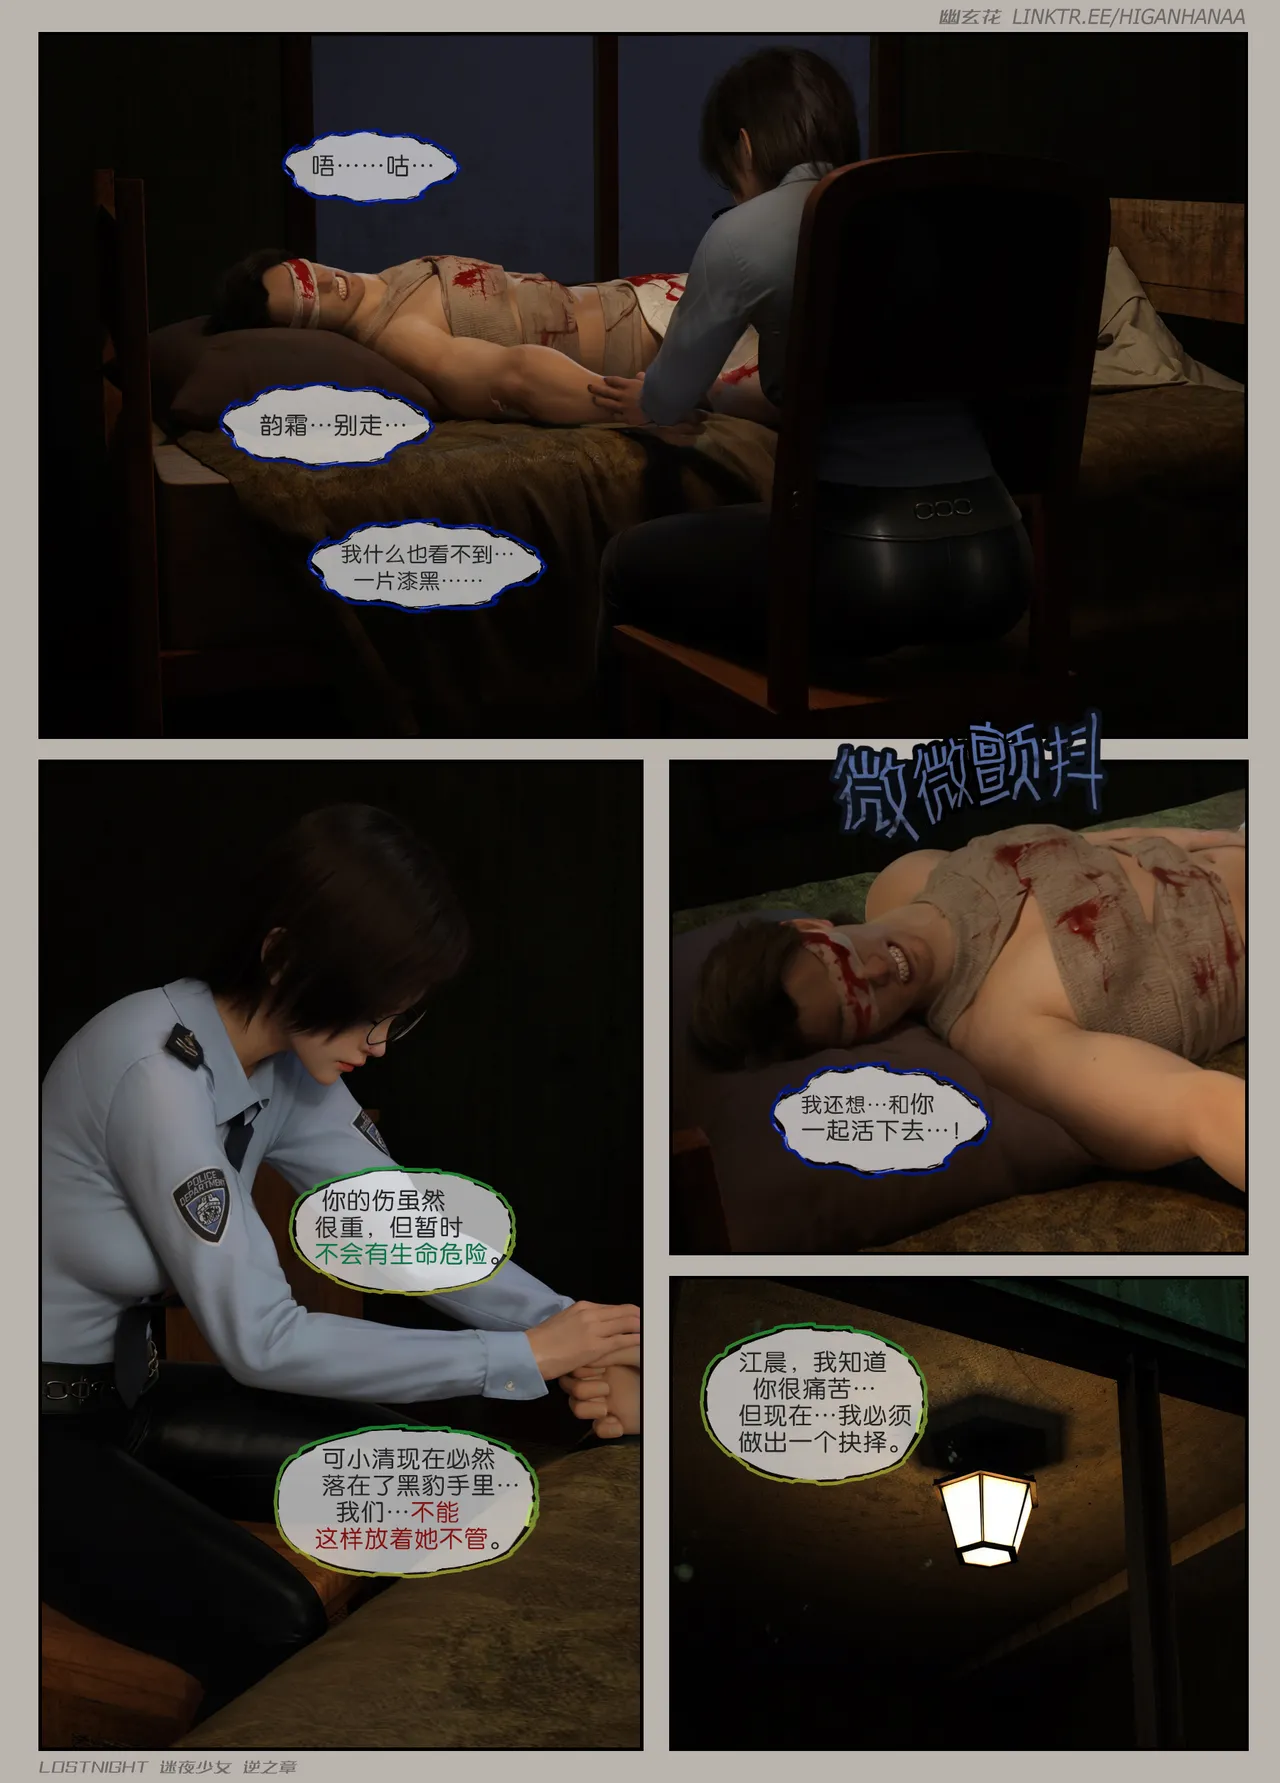 幽玄花 LINKTR.EE/HIGANHANAA
唔……咕…
韵霜…别走…
我什么也看不到…
一片漆黑……
微微颤抖
我还想…和你
一起活下去…！
POLICE
DEPARTMENT
你的伤虽然
很重，但暂时
不会有生命危险。
可小清现在必然
落在了黑豹手里…
我们…不能
这样放着她不管。
江晨，我知道
你很痛苦…
但现在…我必须
做出一个抉择。
LOSTNIGHT 迷夜少女 逆之章